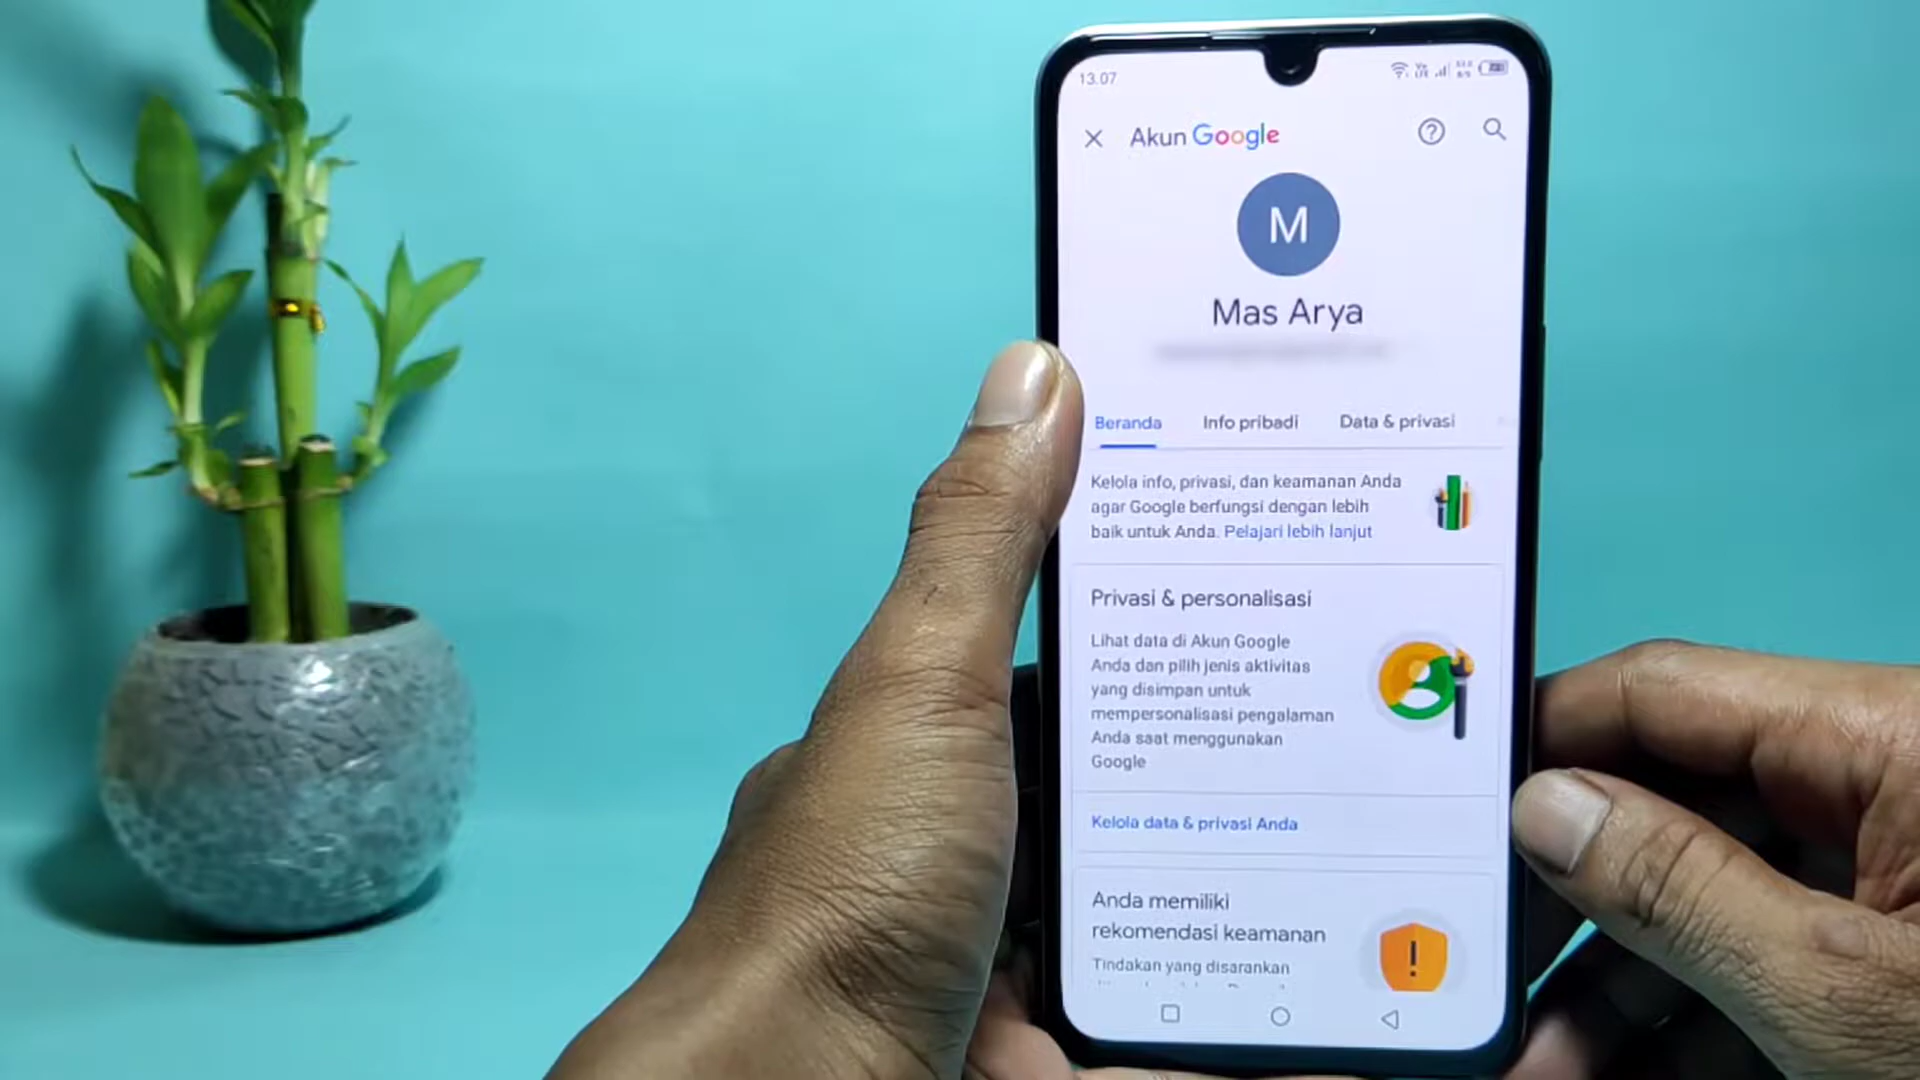 13.07
Akun Google
M
Mas Arya
Beranda Info pribadi Data & privasi
Kelola info, privasi, dan keamanan Anda
agar Google berfungsi dengan lebih
baik untuk Anda. Pelajari lebih lanjut
Privasi & personalisasi
Lihat data di Akun Google
Anda dan pilih jenis aktivitas
yang disimpan untuk
mempersonalisasi pengalaman
Anda saat menggunakan
Google
Kelola data & privasi Anda
Anda memiliki
rekomendasi keamanan
Tindakan yang disarankan